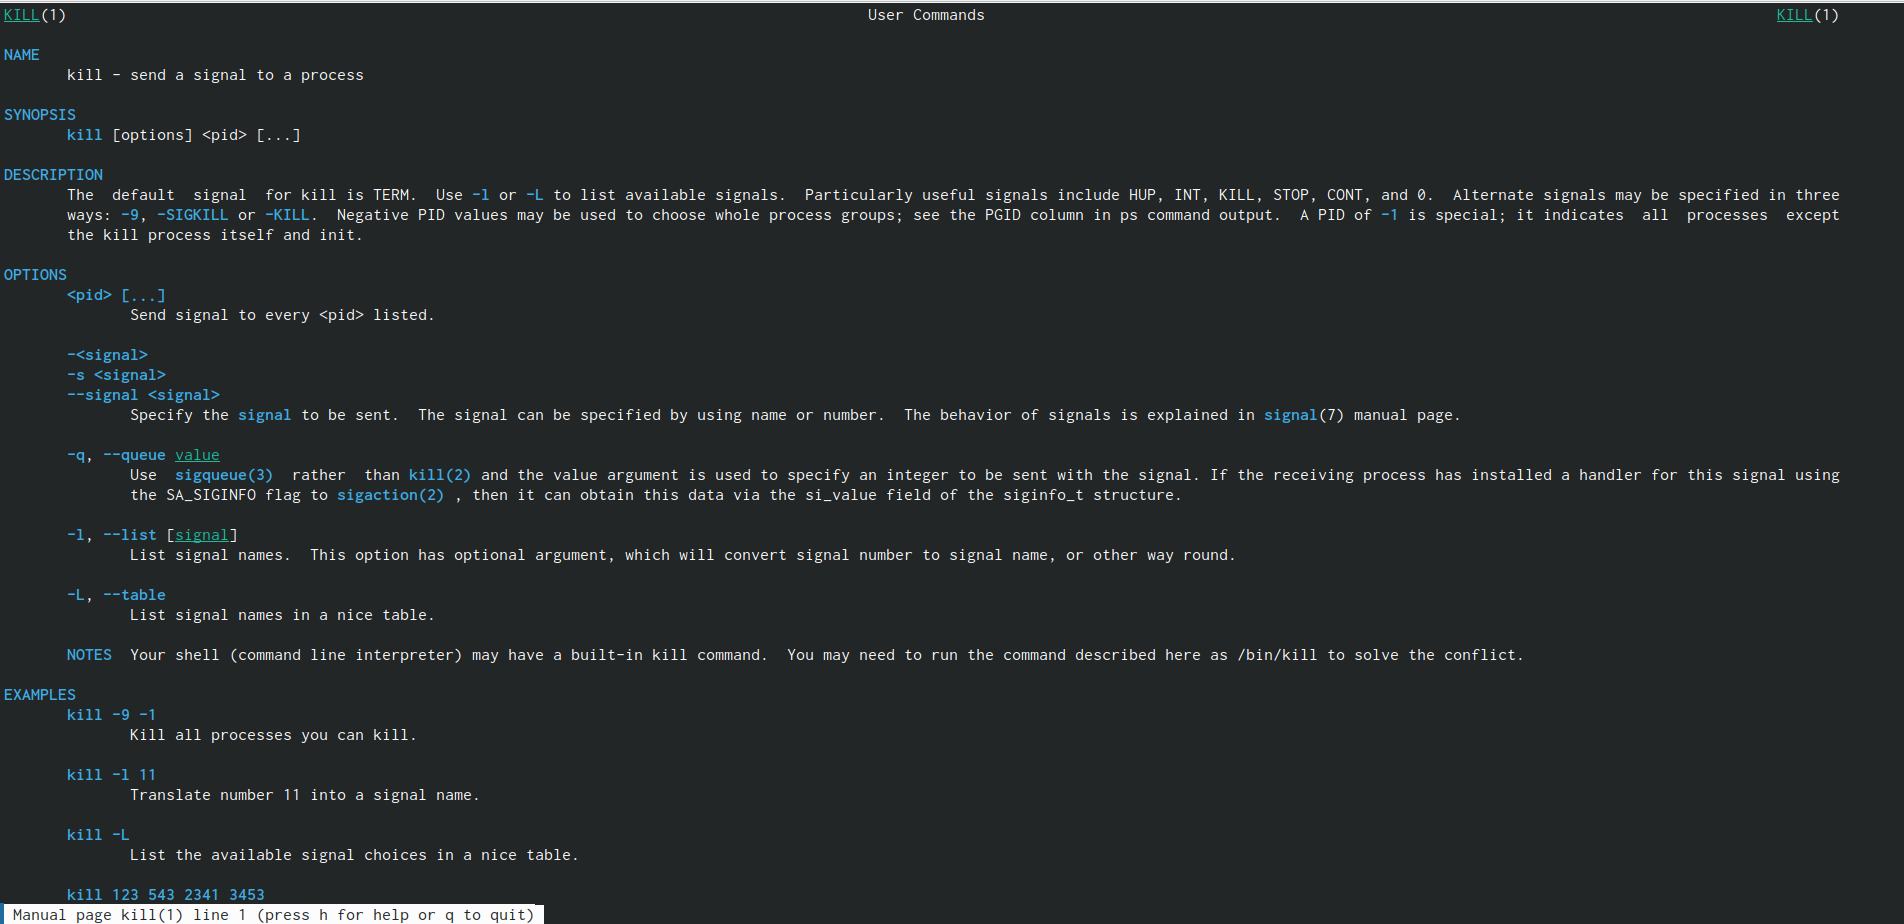 KILL(1) User Commands KILL(1)
NAME
kill - send a signal to a process
SYNOPSIS
kill [options] <pid> [...]
DESCRIPTION
The default signal for kill is TERM. Use -l or -L to list available signals. Particularly useful signals include HUP, INT, KILL, STOP, CONT, and 0. Alternate signals may be specified in three
ways: -9, -SIGKILL or -KILL. Negative PID values may be used to choose whole process groups; see the PGID column in ps command output. A PID of -1 is special; it indicates all processes except
the kill process itself and init.
OPTIONS
<pid> [...]
Send signal to every <pid> listed.
-<signal>
-s <signal>
--signal <signal>
Specify the signal to be sent. The signal can be specified by using name or number. The behavior of signals is explained in signal(7) manual page.
-q, --queue value
Use sigqueue(3) rather than kill(2) and the value argument is used to specify an integer to be sent with the signal. If the receiving process has installed a handler for this signal using
the SA_SIGINFO flag to sigaction(2) , then it can obtain this data via the si_value field of the siginfo_t structure.
-l, --list [signal]
List signal names. This option has optional argument, which will convert signal number to signal name, or other way round.
-L, --table
List signal names in a nice table.
NOTES Your shell (command line interpreter) may have a built-in kill command. You may need to run the command described here as /bin/kill to solve the conflict.
EXAMPLES
kill -9 -1
Kill all processes you can kill.
kill -l 11
Translate number 11 into a signal name.
kill -L
List the available signal choices in a nice table.
kill 123 543 2341 3453
Manual page kill(1) line 1 (press h for help or q to quit)